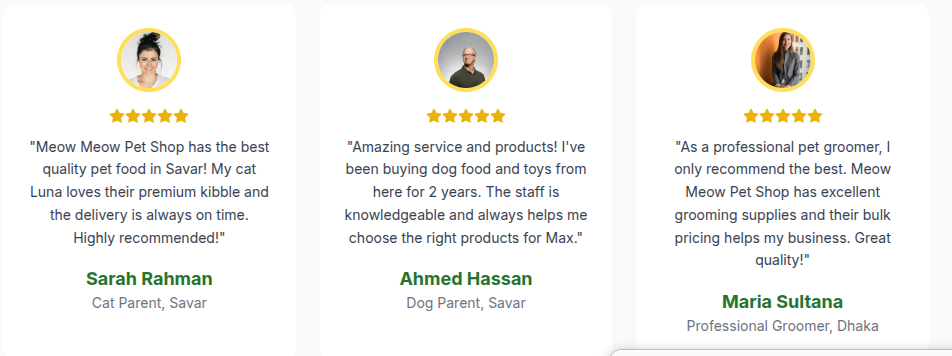 "Meow Meow Pet Shop has the best
quality pet food in Savar! My cat
Luna loves their premium kibble and
the delivery is always on time.
Highly recommended!"
Sarah Rahman
Cat Parent, Savar
"Amazing service and products! I've
been buying dog food and toys from
here for 2 years. The staff is
knowledgeable and always helps me
choose the right products for Max."
Ahmed Hassan
Dog Parent, Savar
"As a professional pet groomer, I
only recommend the best. Meow
Meow Pet Shop has excellent
grooming supplies and their bulk
pricing helps my business. Great
quality!"
Maria Sultana
Professional Groomer, Dhaka